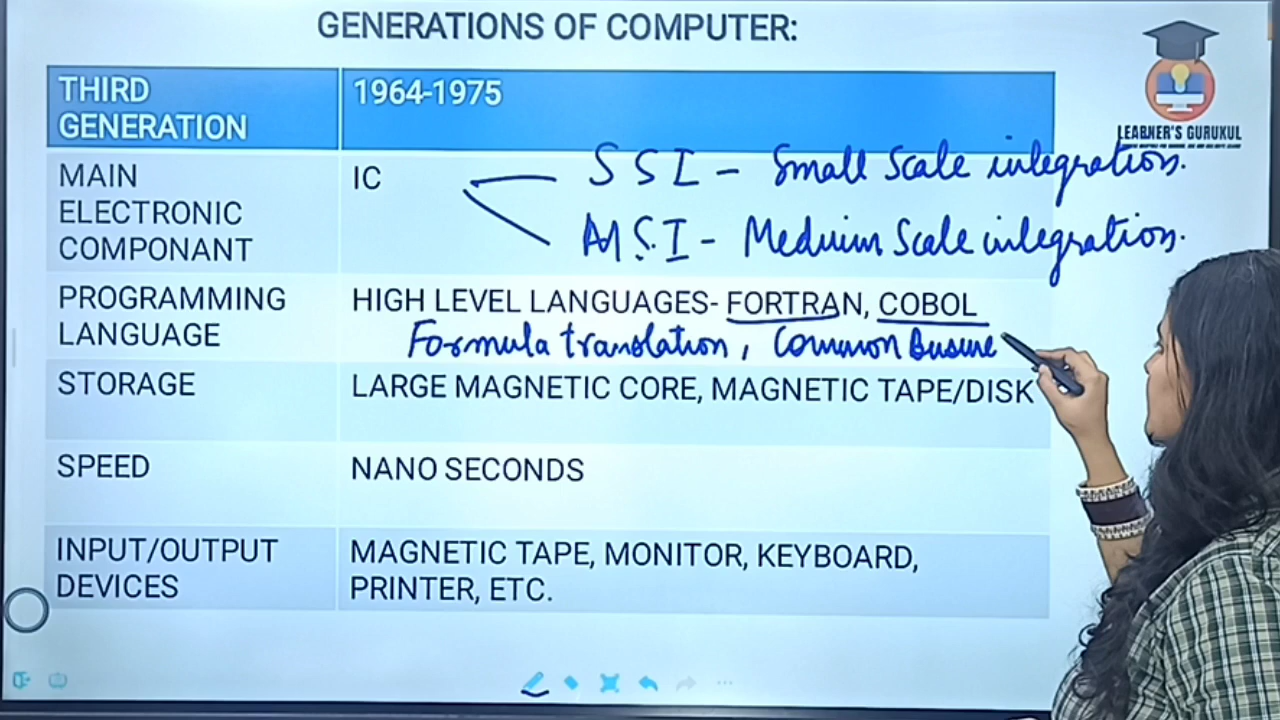 GENERATIONS OF COMPUTER:
LEARNER'S GURUKUL
THIRD GENERATION
1964-1975
MAIN ELECTRONIC COMPONANT
IC
SSI - Small Scale integration.
MSI - Meduim Scale integration.
PROGRAMMING LANGUAGE
HIGH LEVEL LANGUAGES- FORTRAN, COBOL
Formula translation, Common Busine
STORAGE
LARGE MAGNETIC CORE, MAGNETIC TAPE/DISK
SPEED
NANO SECONDS
INPUT/OUTPUT DEVICES
MAGNETIC TAPE, MONITOR, KEYBOARD,
PRINTER, ETC.